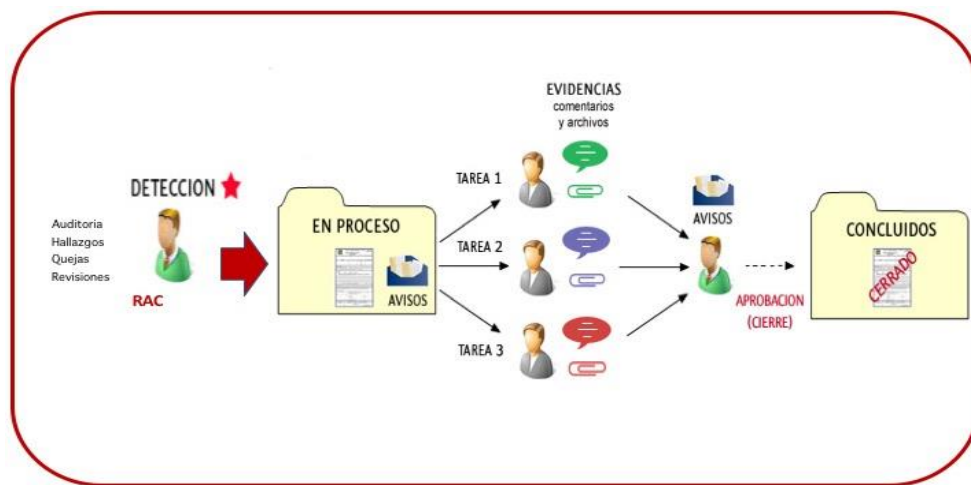 DETECCION
Auditoria
Hallazgos
Quejas
Revisiones
RAC
EN PROCESO
AVISOS
TAREA 1
TAREA 2
TAREA 3
EVIDENCIAS
comentarios
y archivos
AVISOS
APROBACION
(CIERRE)
CONCLUIDOS
CERRADO